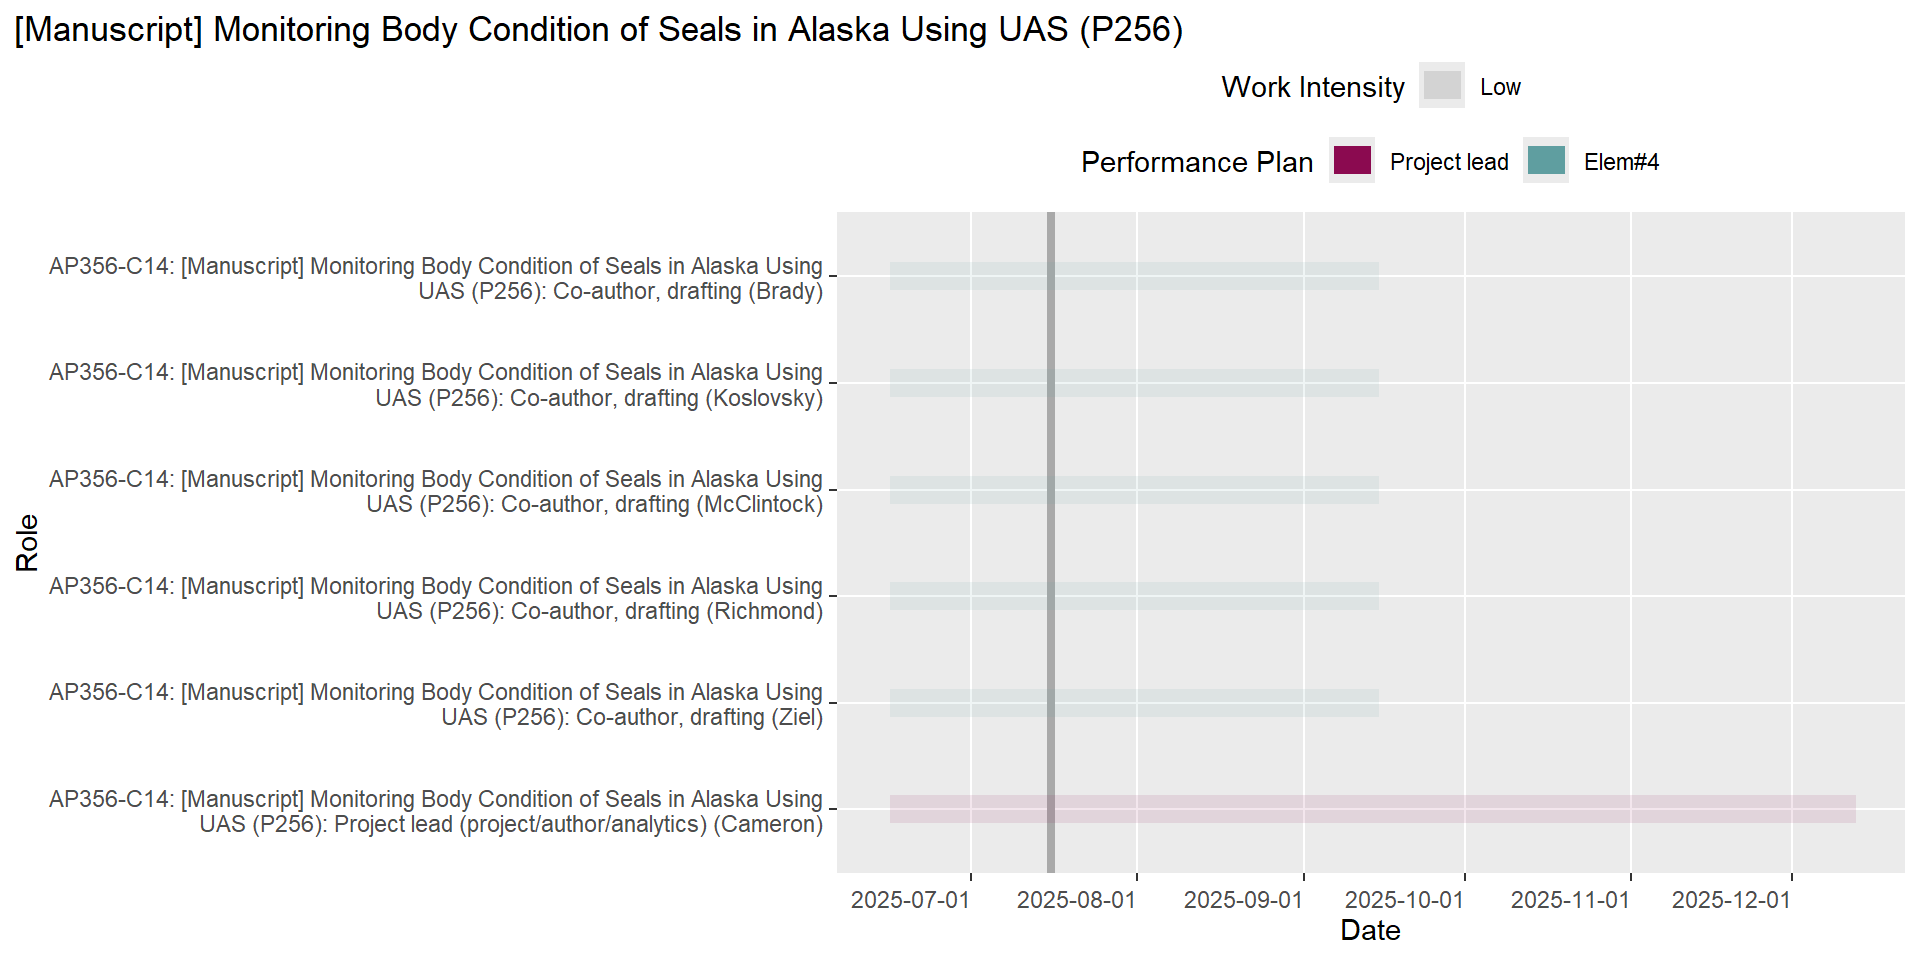 [Manuscript] Monitoring Body Condition of Seals in Alaska Using UAS (P256)
Work Intensity Low
Performance Plan Project lead Elem#4
AP356-C14: [Manuscript] Monitoring Body Condition of Seals in Alaska Using
UAS (P256): Co-author, drafting (Brady)
AP356-C14: [Manuscript] Monitoring Body Condition of Seals in Alaska Using
UAS (P256): Co-author, drafting (Koslovsky)
AP356-C14: [Manuscript] Monitoring Body Condition of Seals in Alaska Using
UAS (P256): Co-author, drafting (McClintock)
AP356-C14: [Manuscript] Monitoring Body Condition of Seals in Alaska Using
UAS (P256): Co-author, drafting (Richmond)
AP356-C14: [Manuscript] Monitoring Body Condition of Seals in Alaska Using
UAS (P256): Co-author, drafting (Ziel)
AP356-C14: [Manuscript] Monitoring Body Condition of Seals in Alaska Using
UAS (P256): Project lead (project/author/analytics) (Cameron)
Role
2025-07-01 2025-08-01 2025-09-01 2025-10-01 2025-11-01 2025-12-01
Date